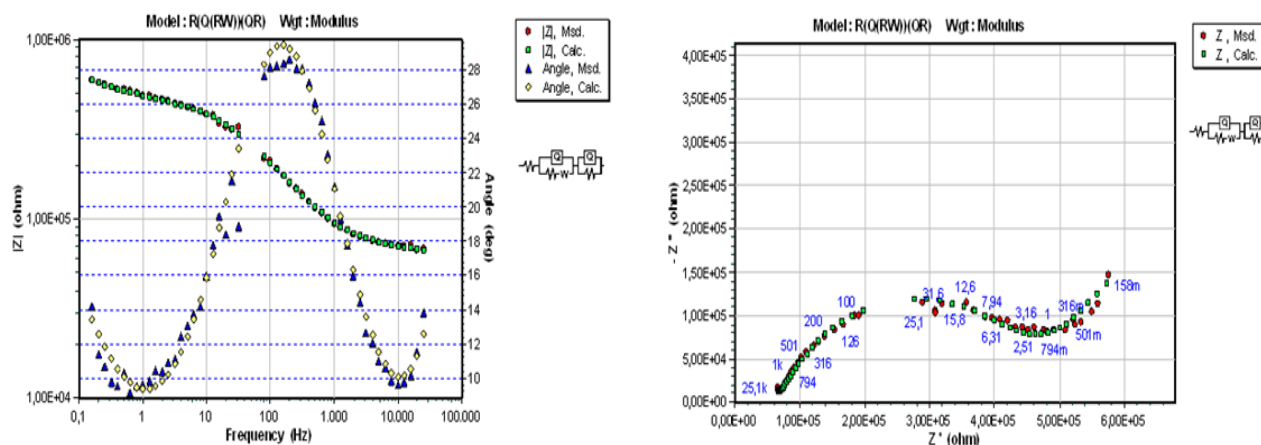 Model : R(Q(RW))(QR) Wgt : Modulus
|Z|, Msd.
|Z|, Calc.
Angle, Msd.
Angle, Calc.
1,00E+06
1,00E+05
1,00E+04
|Z| (ohm)
28
26
24
22
20
18
16
14
12
10
Angle (deg)
0,1
1
10
100
1.000
10.000
100.000
Frequency (Hz)
Q
W
Q
Model : R(Q(RW))(QR) Wgt : Modulus
Z , Msd.
Z , Calc.
4,00E+05
3,50E+05
3,00E+05
2,50E+05
2,00E+05
1,50E+05
1,00E+05
5,00E+04
0,00E+00
- Z'' (ohm)
158m
100
31,6
12,6
7,94
3,16
1
316m
200
25,1
15,8
126
501
6,31
2,51
794m
501m
316
1k
794
25,1k
0,00E+00
1,00E+05
2,00E+05
3,00E+05
4,00E+05
5,00E+05
6,00E+05
Z ' (ohm)
Q
W
Q